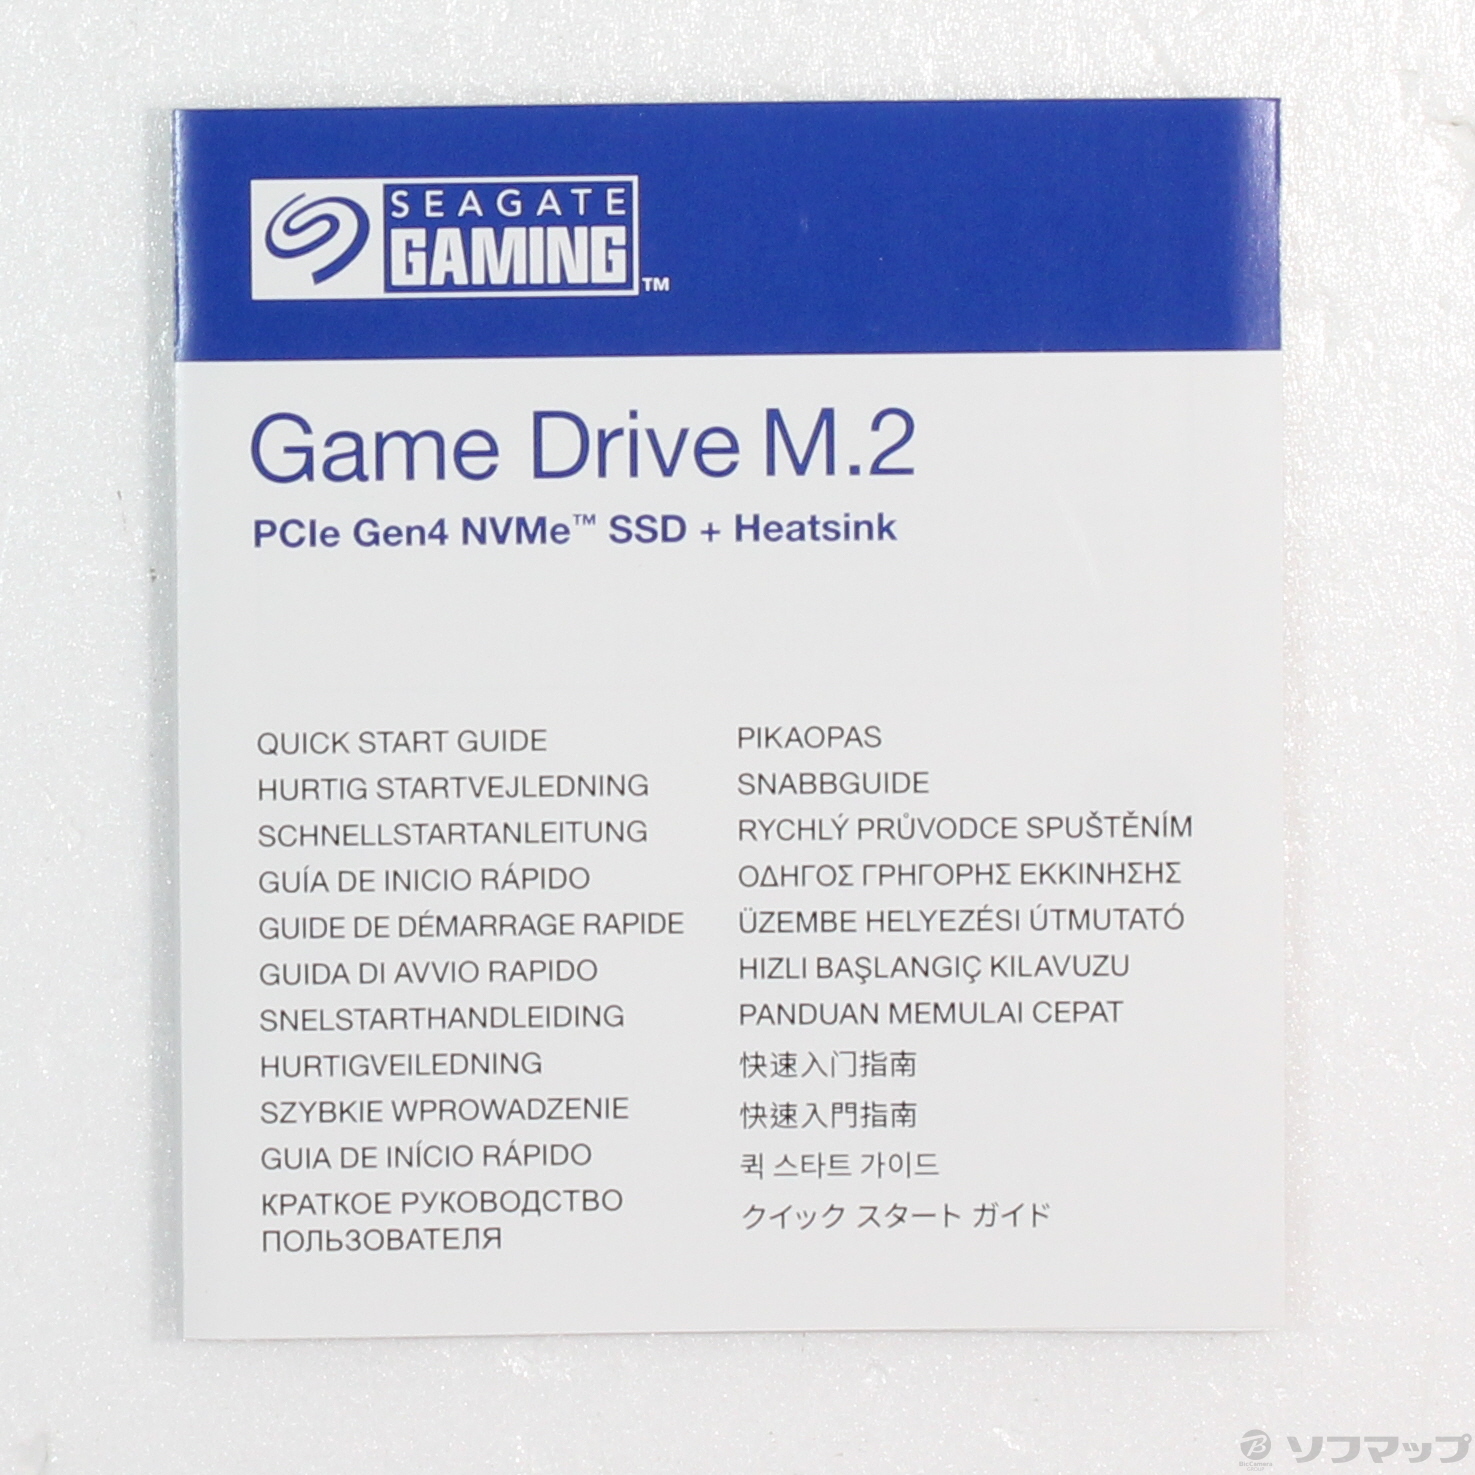 SEAGATE
GAMING™
Game Drive M.2
PCIe Gen4 NVMe™ SSD + Heatsink
QUICK START GUIDE
HURTIG STARTVEJLEDNING
SCHNELLSTARTANLEITUNG
GUÍA DE INICIO RÁPIDO
GUIDE DE DÉMARRAGE RAPIDE
GUIDA DI AVVIO RAPIDO
SNELSTARTHANDLEIDING
HURTIGVEILEDNING
SZYBKIE WPROWADZENIE
GUIA DE INÍCIO RÁPIDO
КРАТКОЕ РУКОВОДСТВО
ПОЛЬЗОВАТЕЛЯ
PIKAOPAS
SNABBGUIDE
RYCHLÝ PRŮVODCE SPUŠTĚNÍM
ΟΔΗΓΟΣ ΓΡΗΓΟΡΗΣ ΕΚΚΙΝΗΣΗΣ
ÜZEMBE HELYEZÉSI ÚTMUTATÓ
HIZLI BAŞLANGIÇ KILAVUZU
PANDUAN MEMULAI CEPAT
快速入门指南
快速入門指南
퀵 스타트 가이드
クイック スタート ガイド
B
BicCamera
GROUP
ソフマップ